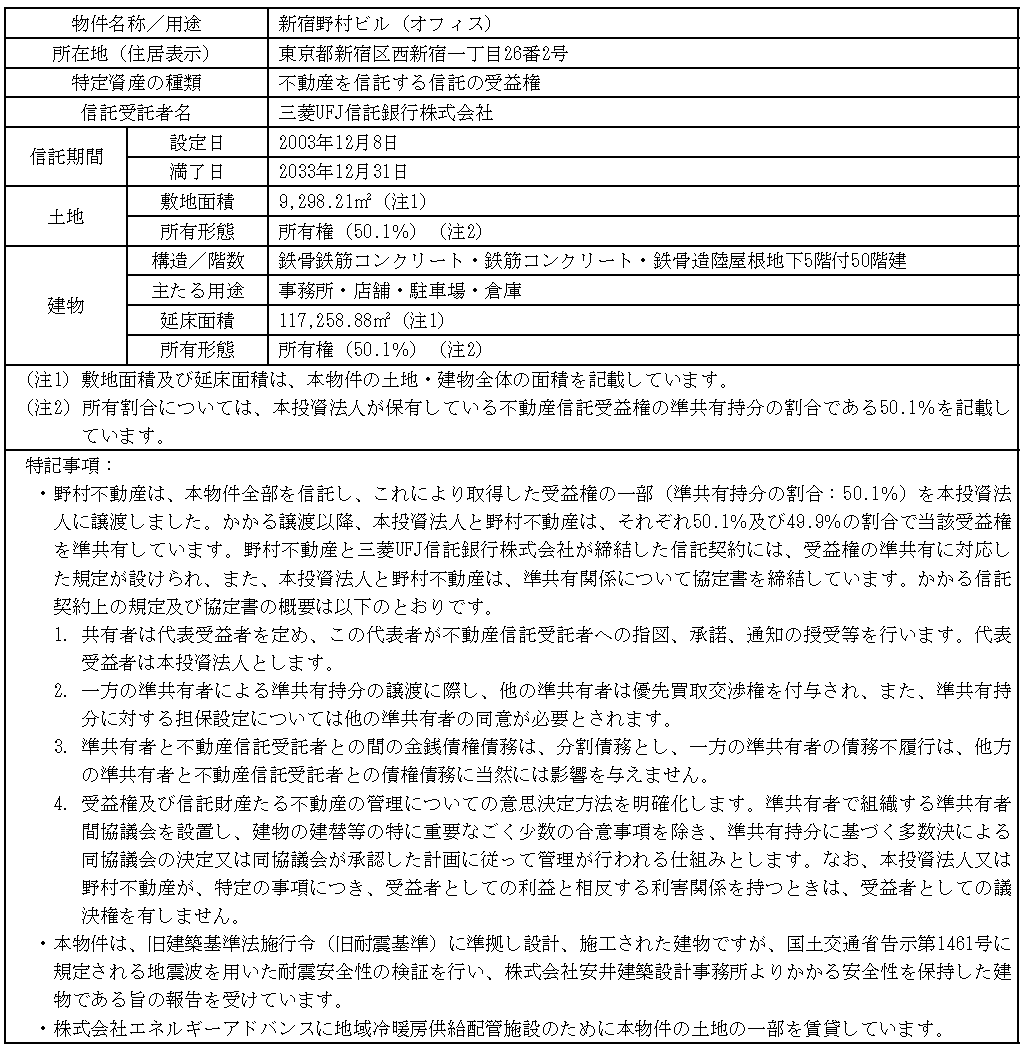 物件名称／用途 新宿野村ビル（オフィス）
所在地（住居表示） 東京都新宿区西新宿一丁目26番2号
特定資産の種類 不動産を信託する信託の受益権
信託受託者名 三菱UFJ信託銀行株式会社
信託期間 設定日 2003年12月8日
満了日 2033年12月31日
土地 敷地面積 9,298.21㎡（注1）
所有形態 所有権（50.1%）（注2）
建物 構造／階数 鉄骨鉄筋コンクリート・鉄筋コンクリート・鉄骨造陸屋根地下5階付50階建
主たる用途 事務所・店舗・駐車場・倉庫
延床面積 117,258.88㎡（注1）
所有形態 所有権（50.1%）（注2）
（注1）敷地面積及び延床面積は、本物件の土地・建物全体の面積を記載しています。
（注2）所有割合については、本投資法人が保有している不動産信託受益権の準共有持分の割合である50.1%を記載し
ています。
特記事項：
・野村不動産は、本物件全部を信託し、これにより取得した受益権の一部（準共有持分の割合：50.1%）を本投資法
人に譲渡しました。かかる譲渡以降、本投資法人と野村不動産は、それぞれ50.1%及び49.9%の割合で当該受益権
を準共有しています。野村不動産と三菱UFJ信託銀行株式会社が締結した信託契約には、受益権の準共有に対応し
た規定が設けられ、また、本投資法人と野村不動産は、準共有関係について協定書を締結しています。かかる信託
契約上の規定及び協定書の概要は以下のとおりです。
1. 共有者は代表受益者を定め、この代表者が不動産信託受託者への指図、承諾、通知の授受等を行います。代表
受益者は本投資法人とします。
2. 一方の準共有者による準共有持分の譲渡に際し、他の準共有者は優先買取交渉権を付与され、また、準共有持
分に対する担保設定については他の準共有者の同意が必要とされます。
3. 準共有者と不動産信託受託者との間の金銭債権債務は、分割債務とし、一方の準共有者の債務不履行は、他方
の準共有者と不動産信託受託者との債権債務に当然には影響を与えません。
4. 受益権及び信託財産たる不動産の管理についての意思決定方法を明確化します。準共有者で組織する準共有者
間協議会を設置し、建物の建替等の特に重要なごく少数の合意事項を除き、準共有持分に基づく多数決による
同協議会の決定又は同協議会が承認した計画に従って管理が行われる仕組みとします。なお、本投資法人又は
野村不動産が、特定の事項につき、受益者としての利益と相反する利害関係を持つときは、受益者としての議
決権を有しません。
・本物件は、旧建築基準法施行令（旧耐震基準）に準拠し設計、施工された建物ですが、国土交通省告示第1461号に
規定される地震波を用いた耐震安全性の検証を行い、株式会社安井建築設計事務所よりかかる安全性を保持した建
物である旨の報告を受けています。
・株式会社エネルギーアドバンスに地域冷暖房供給配管施設のために本物件の土地の一部を賃貸しています。